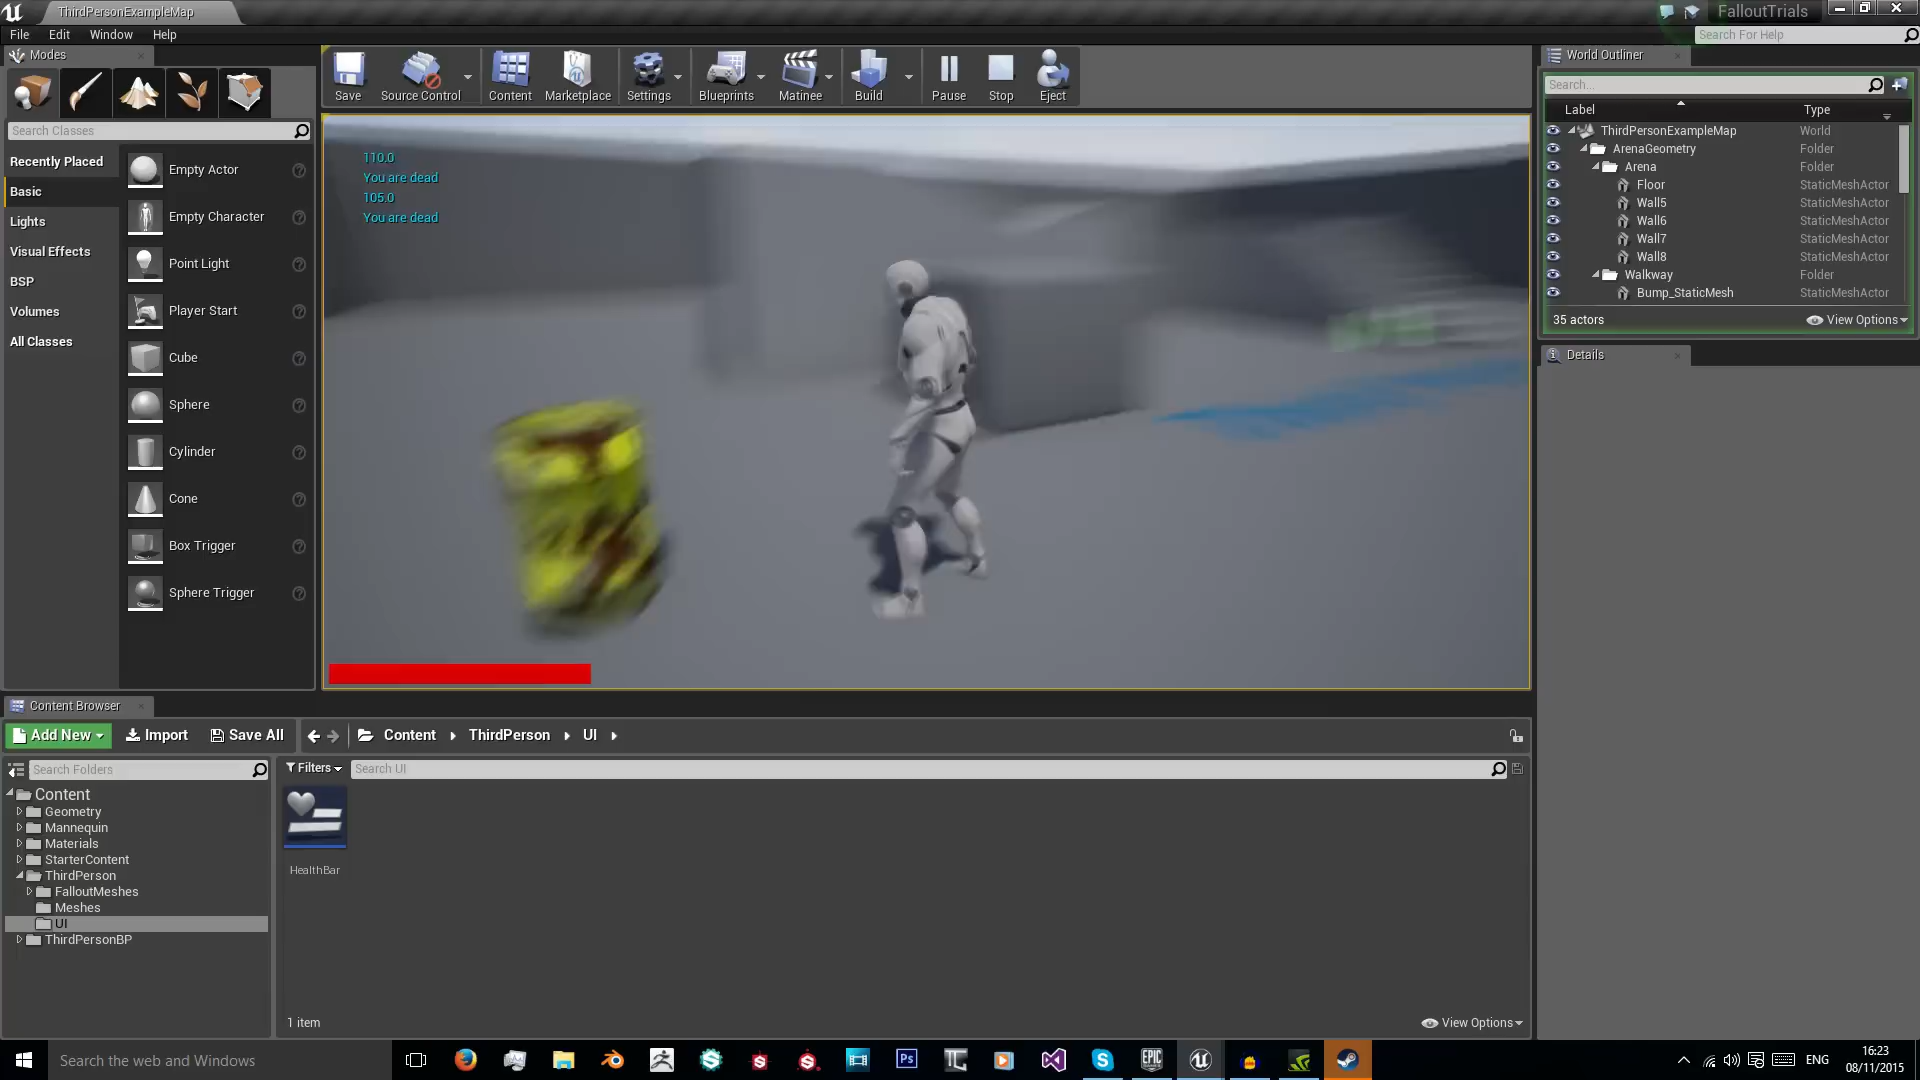 ThirdPersonExampleMap
FalloutTrials
File Edit Window Help
Search For Help
Modes
Search Classes
Recently Placed
Basic
Lights
Visual Effects
BSP
Volumes
All Classes
Empty Actor
Empty Character
Point Light
Player Start
Cube
Sphere
Cylinder
Cone
Box Trigger
Sphere Trigger
Save Source Control Content Marketplace Settings Blueprints Matinee Build Pause Stop Eject
110.0
You are dead
105.0
You are dead
World Outliner
Search...
Label Type
ThirdPersonExampleMap World
ArenaGeometry Folder
Arena Folder
Floor StaticMeshActor
Wall5 StaticMeshActor
Wall6 StaticMeshActor
Wall7 StaticMeshActor
Wall8 StaticMeshActor
Walkway Folder
Bump_StaticMesh StaticMeshActor
35 actors View Options
Details
Content Browser
Add New Import Save All Content ThirdPerson UI
Search Folders
Filters Search UI
Content
Geometry
Mannequin
Materials
StarterContent
ThirdPerson
FalloutMeshes
Meshes
UI
ThirdPersonBP
HealthBar
1 item View Options
Search the web and Windows
Ps
EPIC GAMES
ENG
16:23
08/11/2015